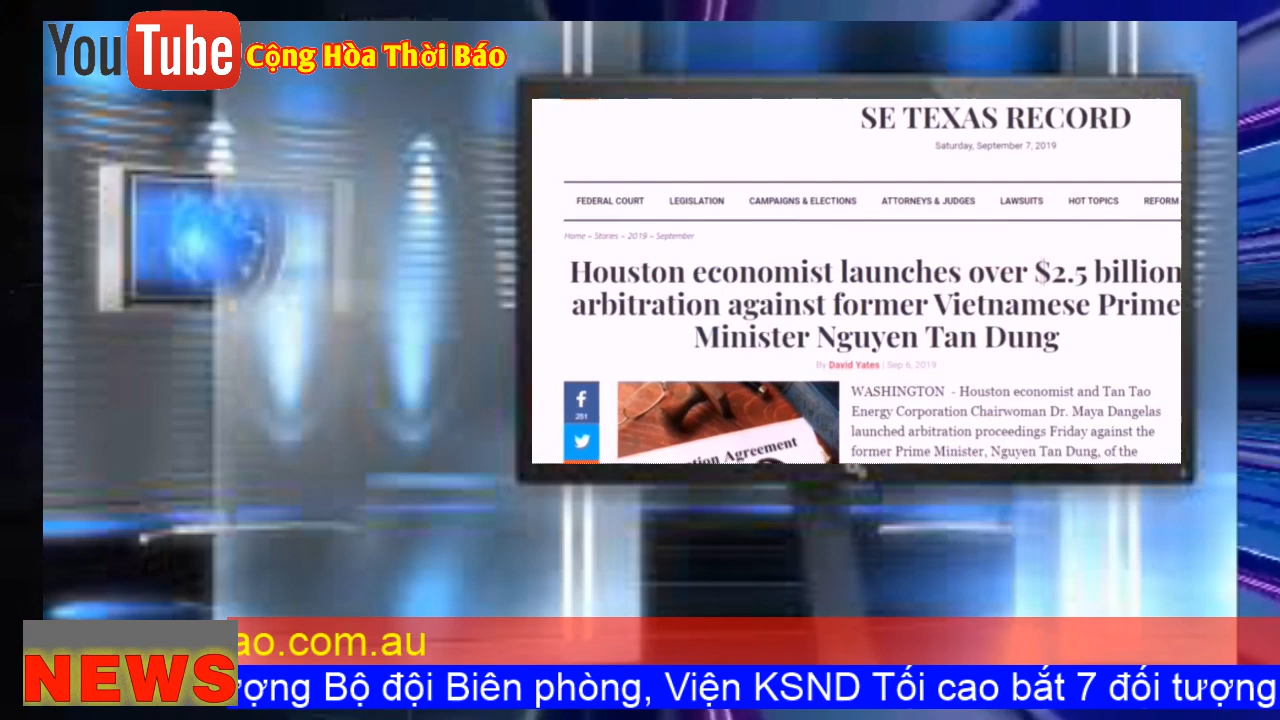 YouTube Cộng Hòa Thời Báo
SE TEXAS RECORD
Saturday, September 7, 2019
FEDERAL COURT LEGISLATION CAMPAIGNS & ELECTIONS ATTORNEYS & JUDGES LAWSUITS HOT TOPICS REFORM
Home – Stories – 2019 – September
Houston economist launches over $2.5 billion
arbitration against former Vietnamese Prime
Minister Nguyen Tan Dung
By David Yates | Sep 6, 2019
WASHINGTON - Houston economist and Tan Tao
Energy Corporation Chairwoman Dr. Maya Dangelas
launched arbitration proceedings Friday against the
former Prime Minister, Nguyen Tan Dung, of the
f
281
tion Agreement
ao.com.au
NEWS
ượng Bộ đội Biên phòng, Viện KSND Tối cao bắt 7 đối tượng